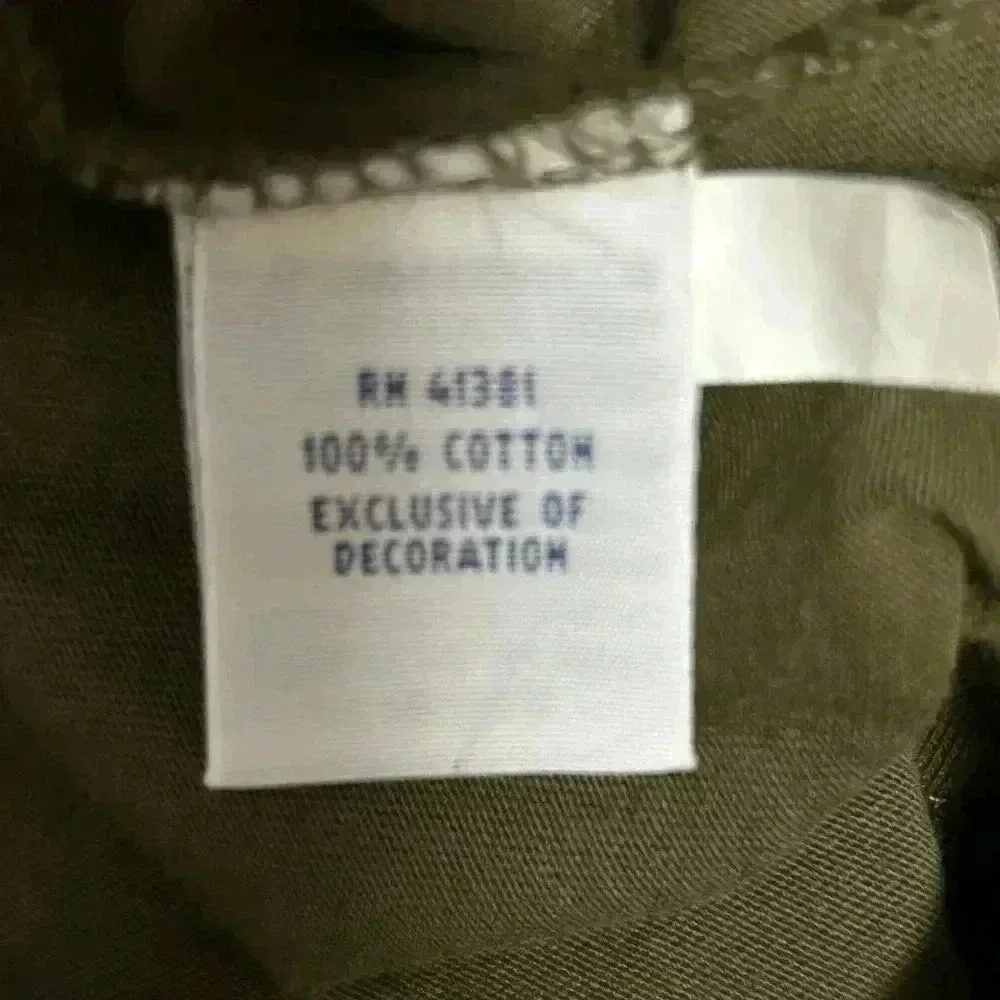 RN 41381
100% COTTON
EXCLUSIVE OF
DECORATION